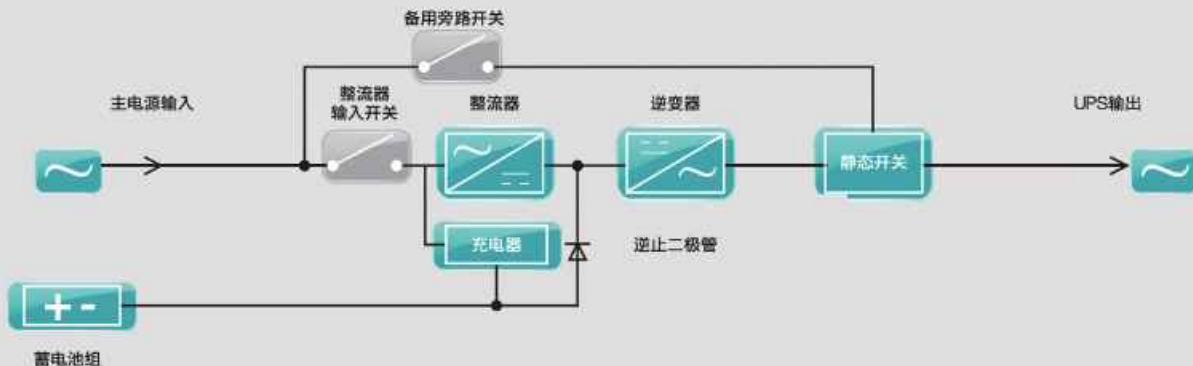 备用旁路开关
主电源输入
整流器
输入开关
整流器
逆变器
UPS输出
静态开关
充电器
逆止二极管
蓄电池组